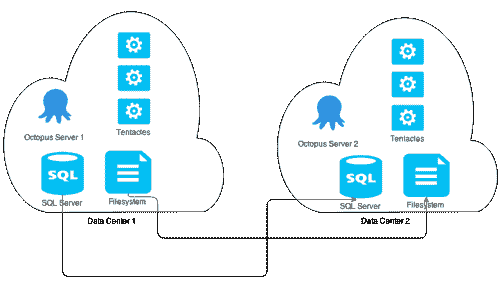 Tentacles
Octopus Server 1
SQL
SQL Server
Filesystem
Data Center 1
Tentacles
Octopus Server 2
SQL
SQL Server
Filesystem
Data Center 2